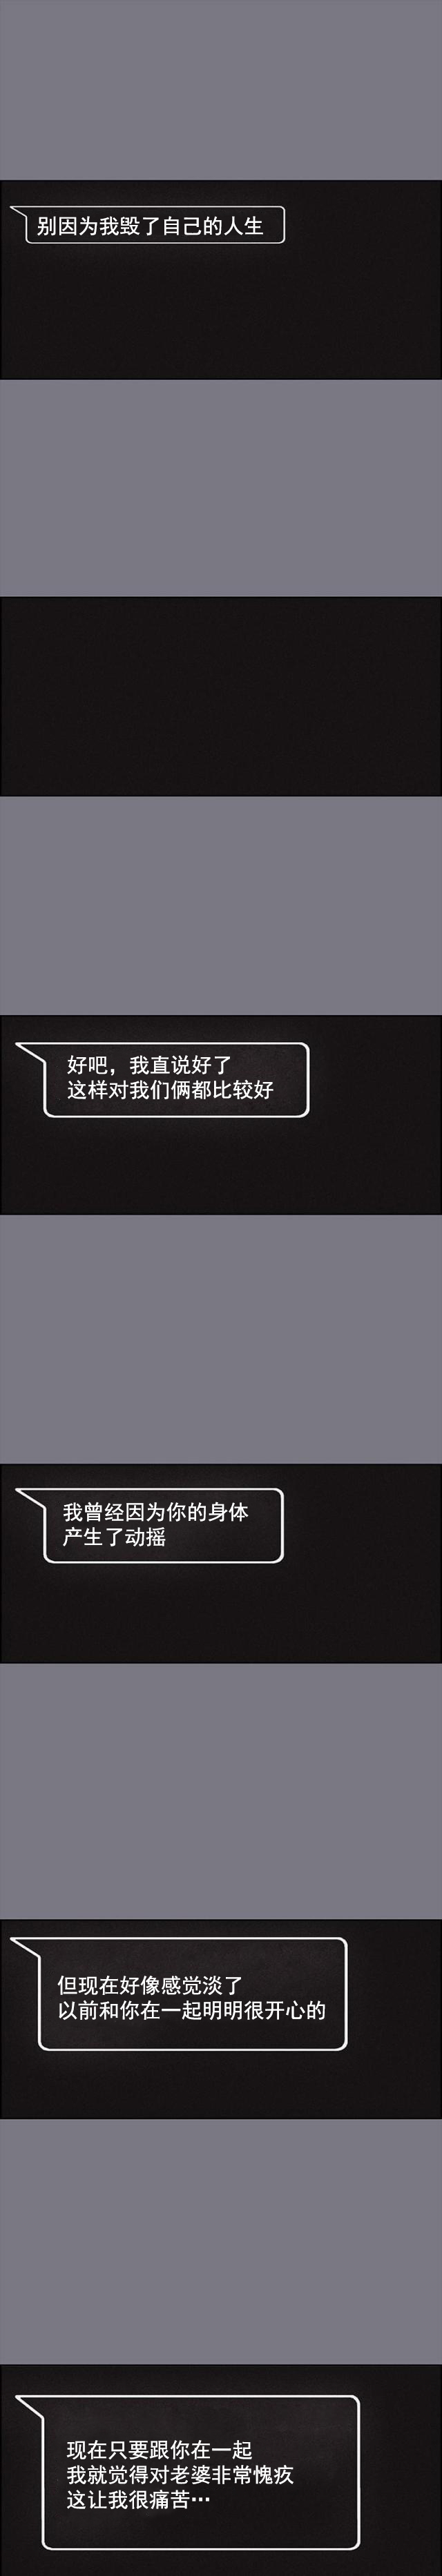 别因为我毁了自己的人生
好吧，我直说好了
这样对我们俩都比较好
我曾经因为你的身体
产生了动摇
但现在好像感觉淡了
以前和你在一起明明很开心的
现在只要跟你在一起
我就觉得对老婆非常愧疚
这让我很痛苦…